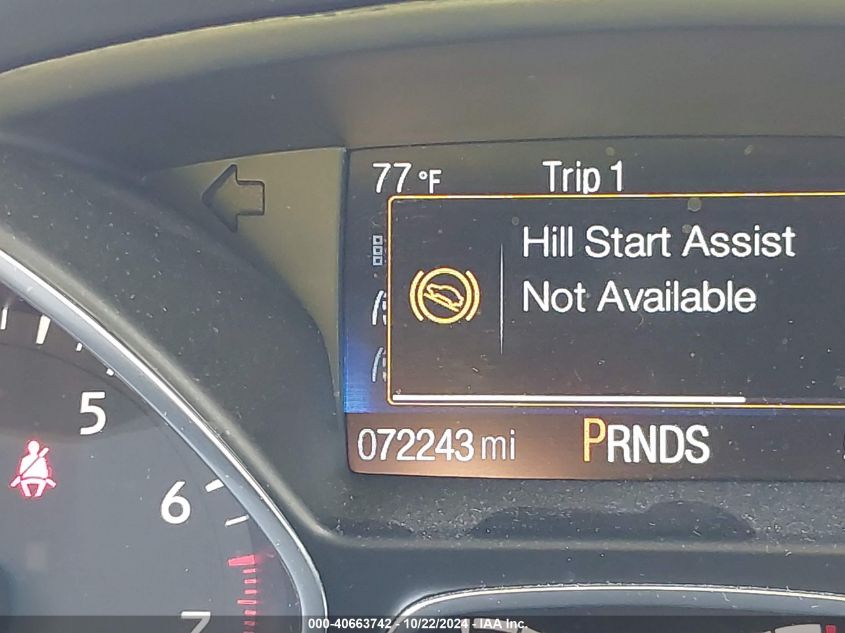 77 °F Trip 1
Hill Start Assist
Not Available
5
072243 mi PRNDS
6
7
000-40663742 - 10/22/2024 - IAA Inc.